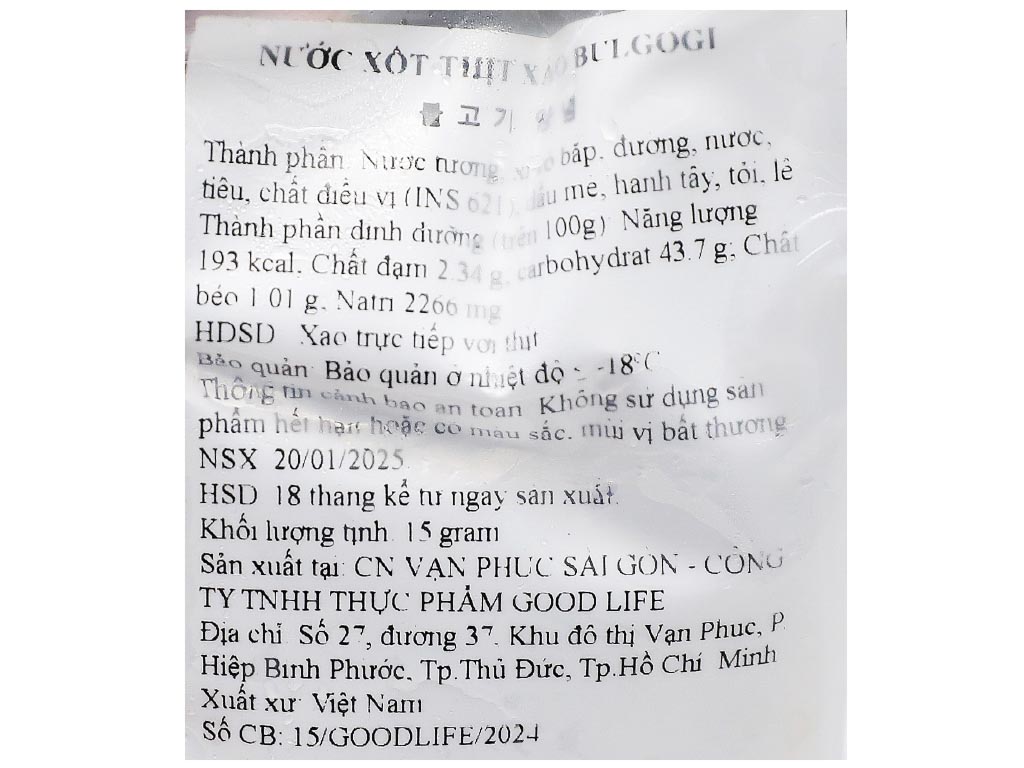 NƯỚC XỐT THỊT XÀO BULGOGI
불고기 양념
Thành phần: Nước tương, bắp, đường, nước,
tiêu, chất điều vị (INS 621), dầu mè, hành tây, tỏi, lê
Thành phần dinh dưỡng (trên 100g) Năng lượng
193 kcal, Chất đạm 2.34 g, carbohydrat 43.7 g; Chất
béo 1.01 g, Natri 2266 mg
HDSD Xào trực tiếp với thịt
Bảo quản: Bảo quản ở nhiệt độ -18°C
Thông tin cảnh báo an toàn Không sử dụng sản
phẩm hết hạn hoặc có màu sắc, mùi vị bất thường
NSX 20/01/2025
HSD 18 tháng kể từ ngày sản xuất.
Khối lượng tịnh 15 gram
Sản xuất tại: CN VẠN PHÚC SÀI GÒN - CÔNG
TY TNHH THỰC PHẨM GOOD LIFE
Địa chỉ Số 27, đường 37. Khu đô thị Vạn Phúc, P.
Hiệp Bình Phước, Tp.Thủ Đức, Tp.Hồ Chí Minh
Xuất xứ Việt Nam
Số CB: 15/GOODLIFE/2024